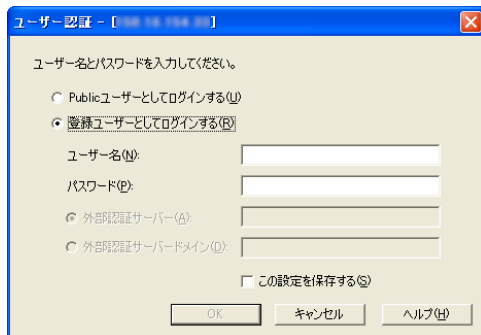 ユーザー認証 - [
ユーザー名とパスワードを入力してください。
Publicユーザーとしてログインする(U)
登録ユーザーとしてログインする(R)
ユーザー名(N):
パスワード(P):
外部認証サーバー(A):
外部認証サーバードメイン(D):
この設定を保存する(S)
OK キャンセル ヘルプ(H)